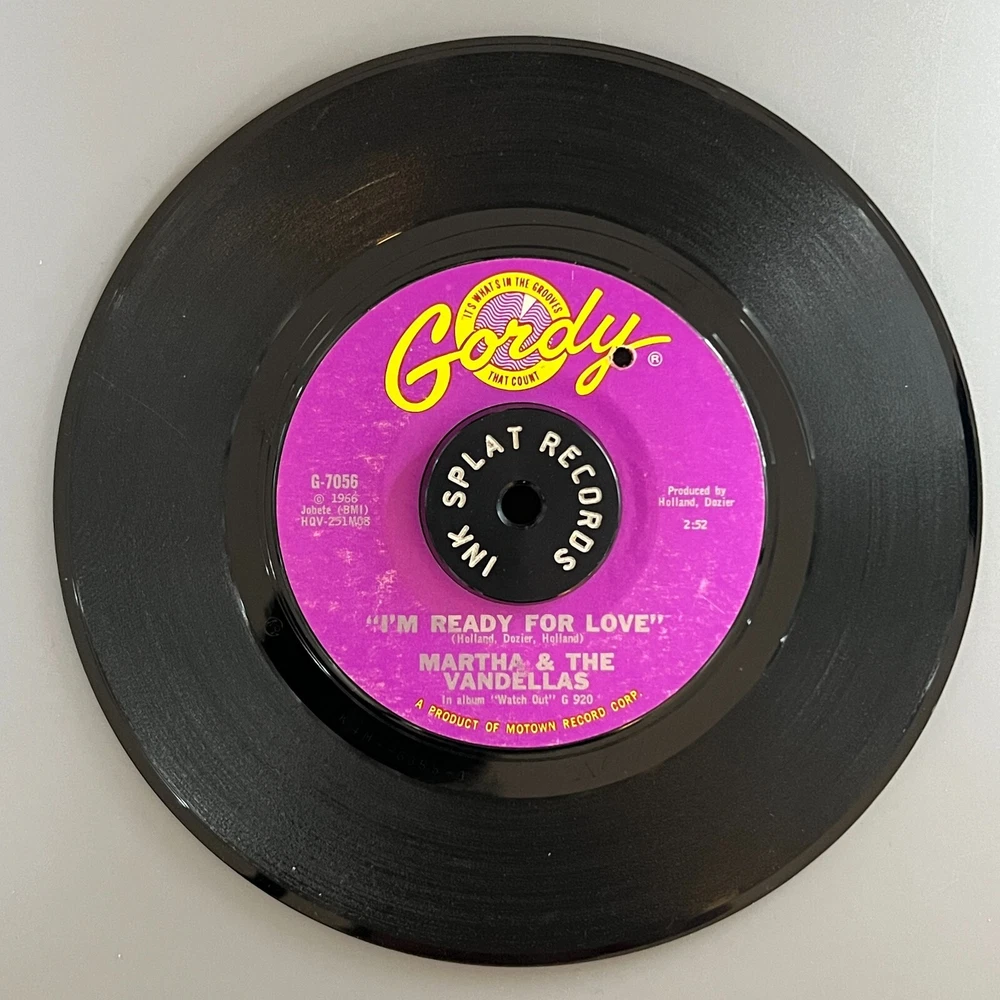 IT'S WHAT'S IN THE GROOVES
Gordy
®
THAT COUNT
INK SPLAT RECORDS
G-7056
© 1966
Jobete (BMI)
HQV-251M08
Produced by
Holland, Dozier
2:52
"I'M READY FOR LOVE"
(Holland, Dozier, Holland)
MARTHA & THE
VANDELLAS
In album "Watch Out" G 920
A PRODUCT OF MOTOWN RECORD CORP.